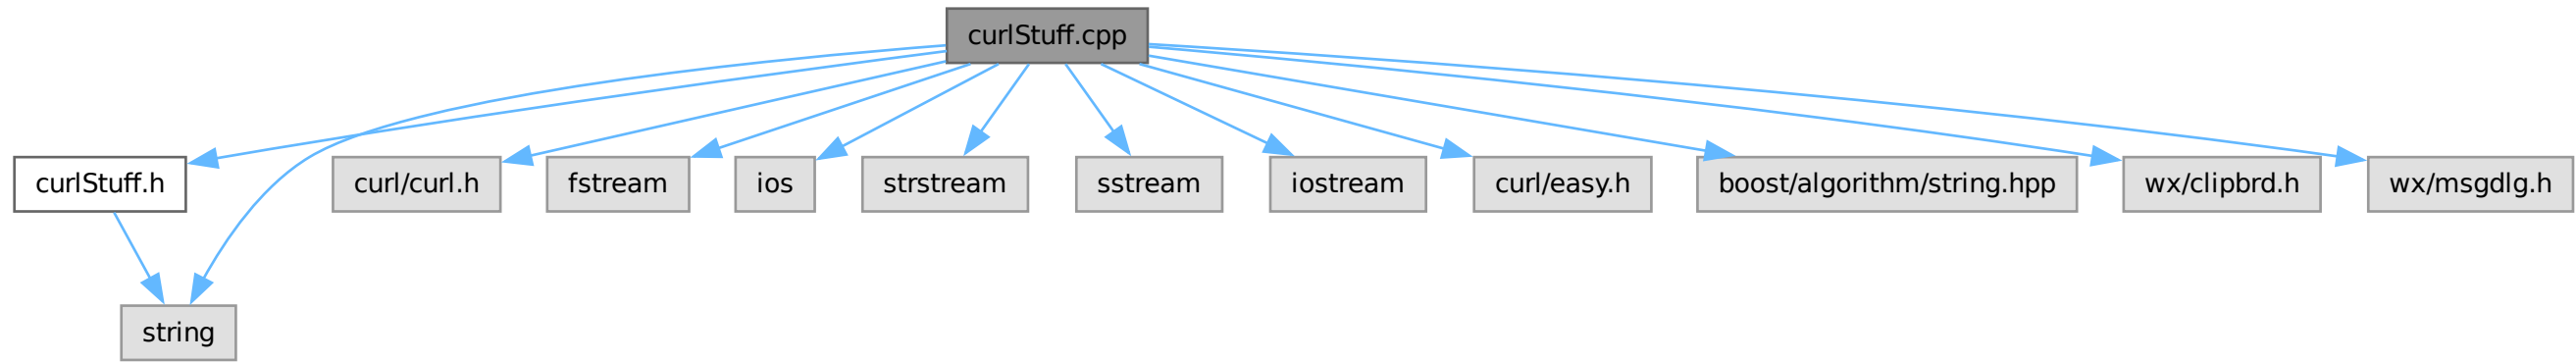 curlStuff.cpp
curlStuff.h
curl/curl.h
fstream
ios
strstream
sstream
iostream
curl/easy.h
boost/algorithm/string.hpp
wx/clipbrd.h
wx/msgdlg.h
string